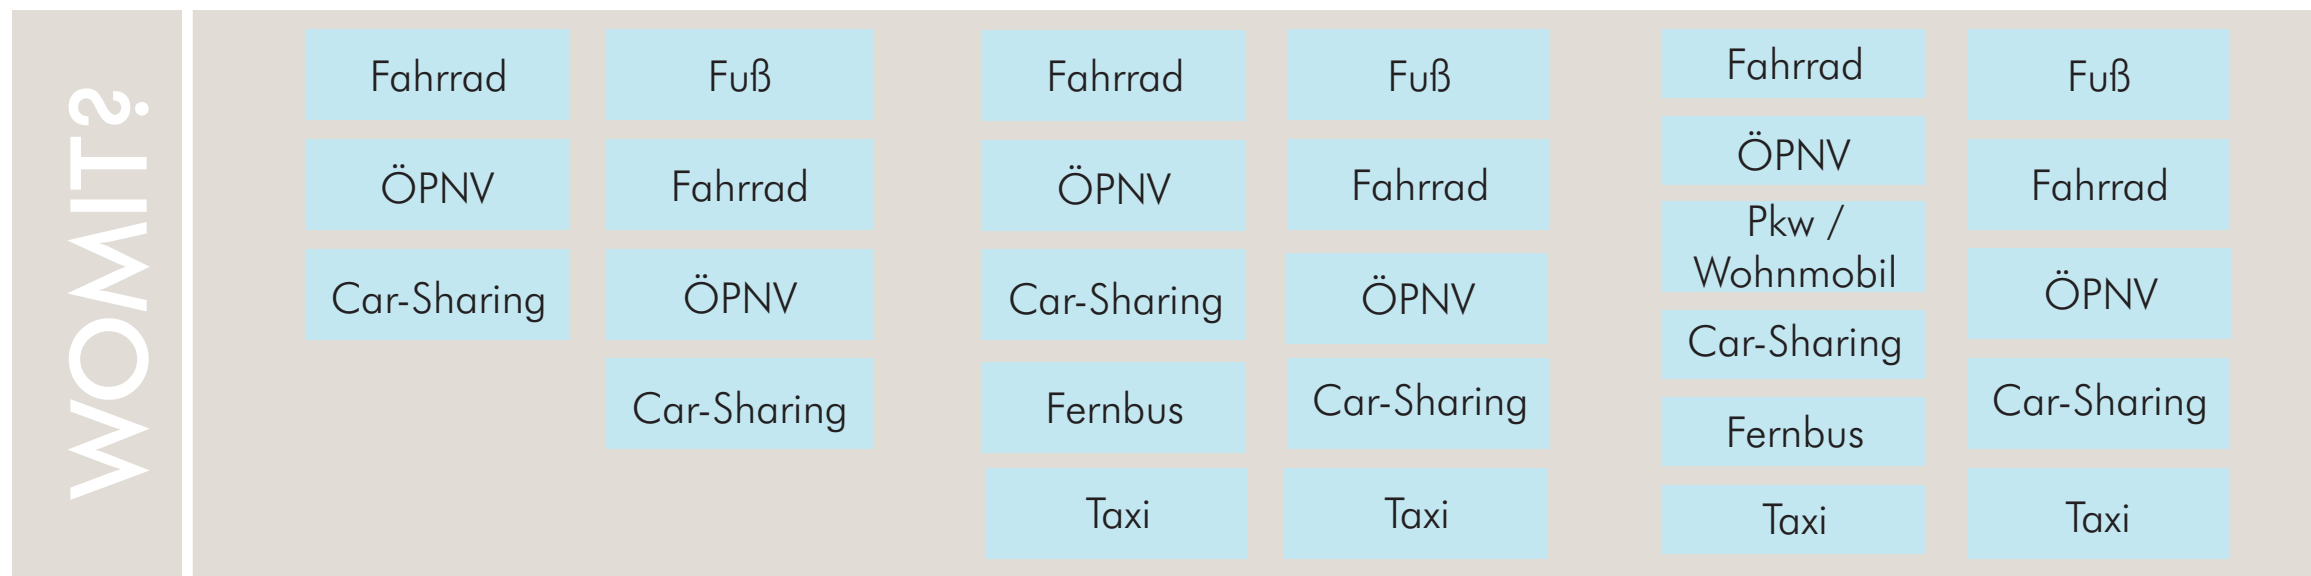 WOMIT?
Fahrrad
ÖPNV
Car-Sharing
Fuß
Fahrrad
ÖPNV
Car-Sharing
Fahrrad
ÖPNV
Car-Sharing
Fernbus
Taxi
Fuß
Fahrrad
ÖPNV
Car-Sharing
Taxi
Fahrrad
ÖPNV
Pkw /
Wohnmobil
Car-Sharing
Fernbus
Taxi
Fuß
Fahrrad
ÖPNV
Car-Sharing
Taxi